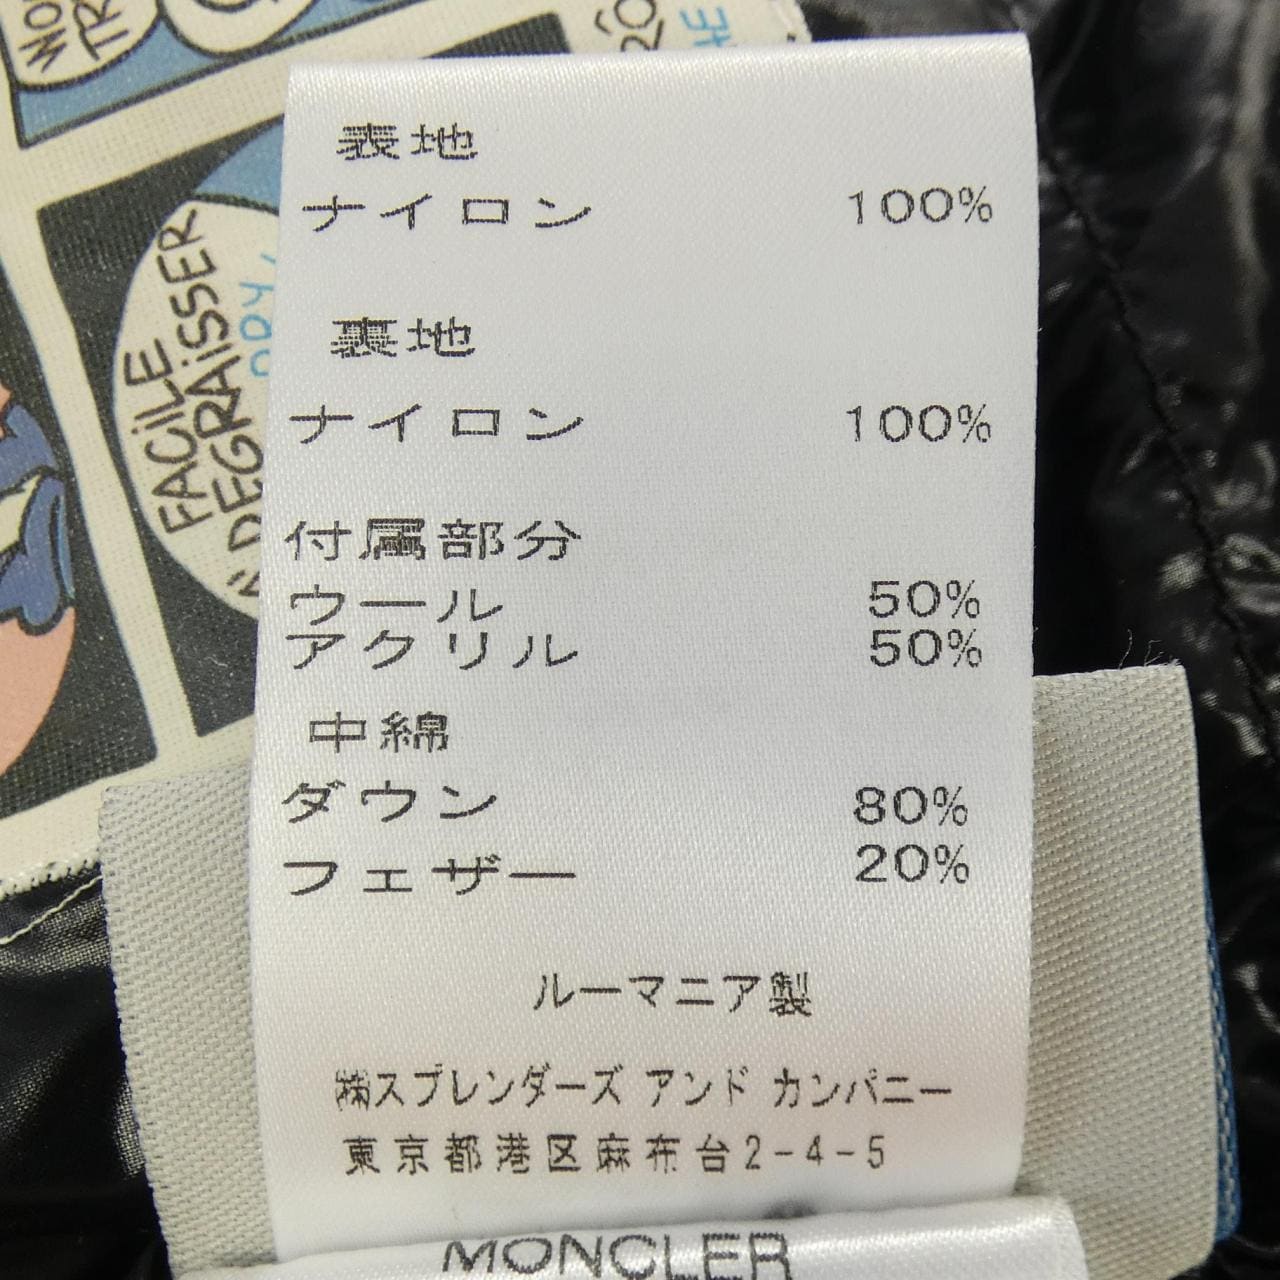 表地
ナイロン 100%
裏地
ナイロン 100%
付属部分
ウール 50%
アクリル 50%
中綿
ダウン 80%
フェザー 20%
ルーマニア製
㈱スプレンダーズ アンド カンパニー
東京都港区麻布台2-4-5
MONCLER
FACiLE
DEGRAiSSER